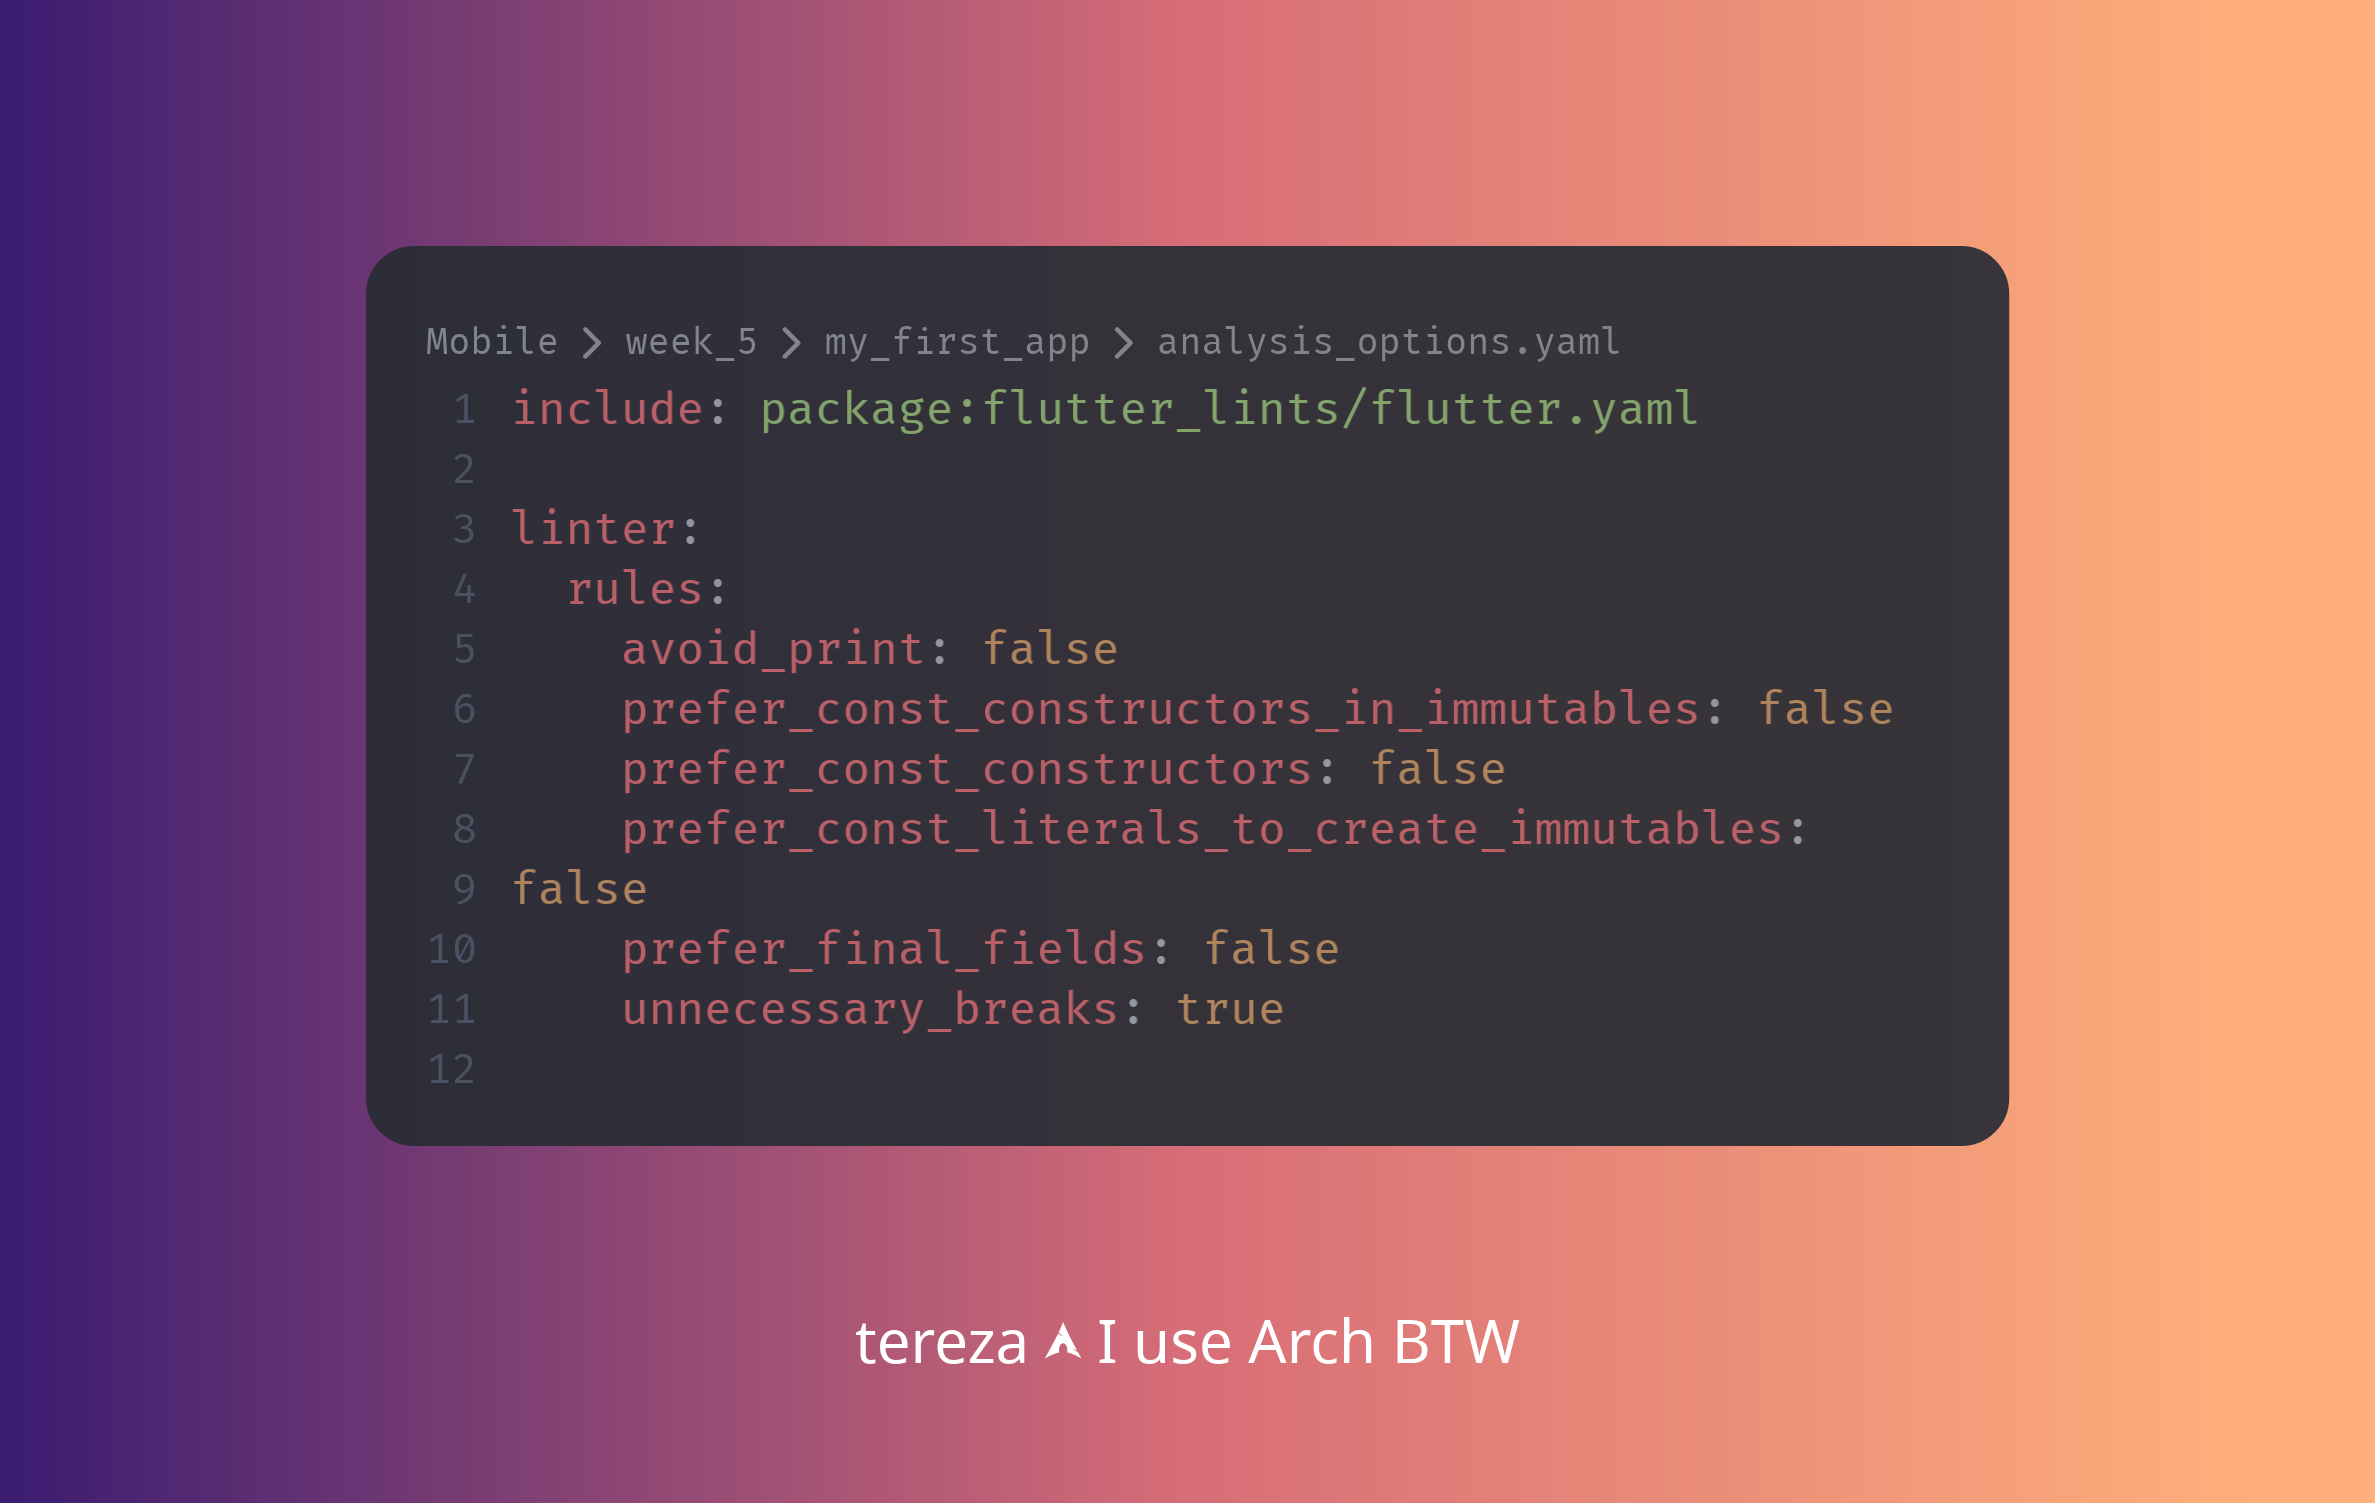 Mobile > week_5 > my_first_app > analysis_options.yaml
1 include: package:flutter_lints/flutter.yaml
2
3 linter:
4   rules:
5     avoid_print: false
6     prefer_const_constructors_in_immutables: false
7     prefer_const_constructors: false
8     prefer_const_literals_to_create_immutables:
9 false
10     prefer_final_fields: false
11     unnecessary_breaks: true
12
tereza I use Arch BTW